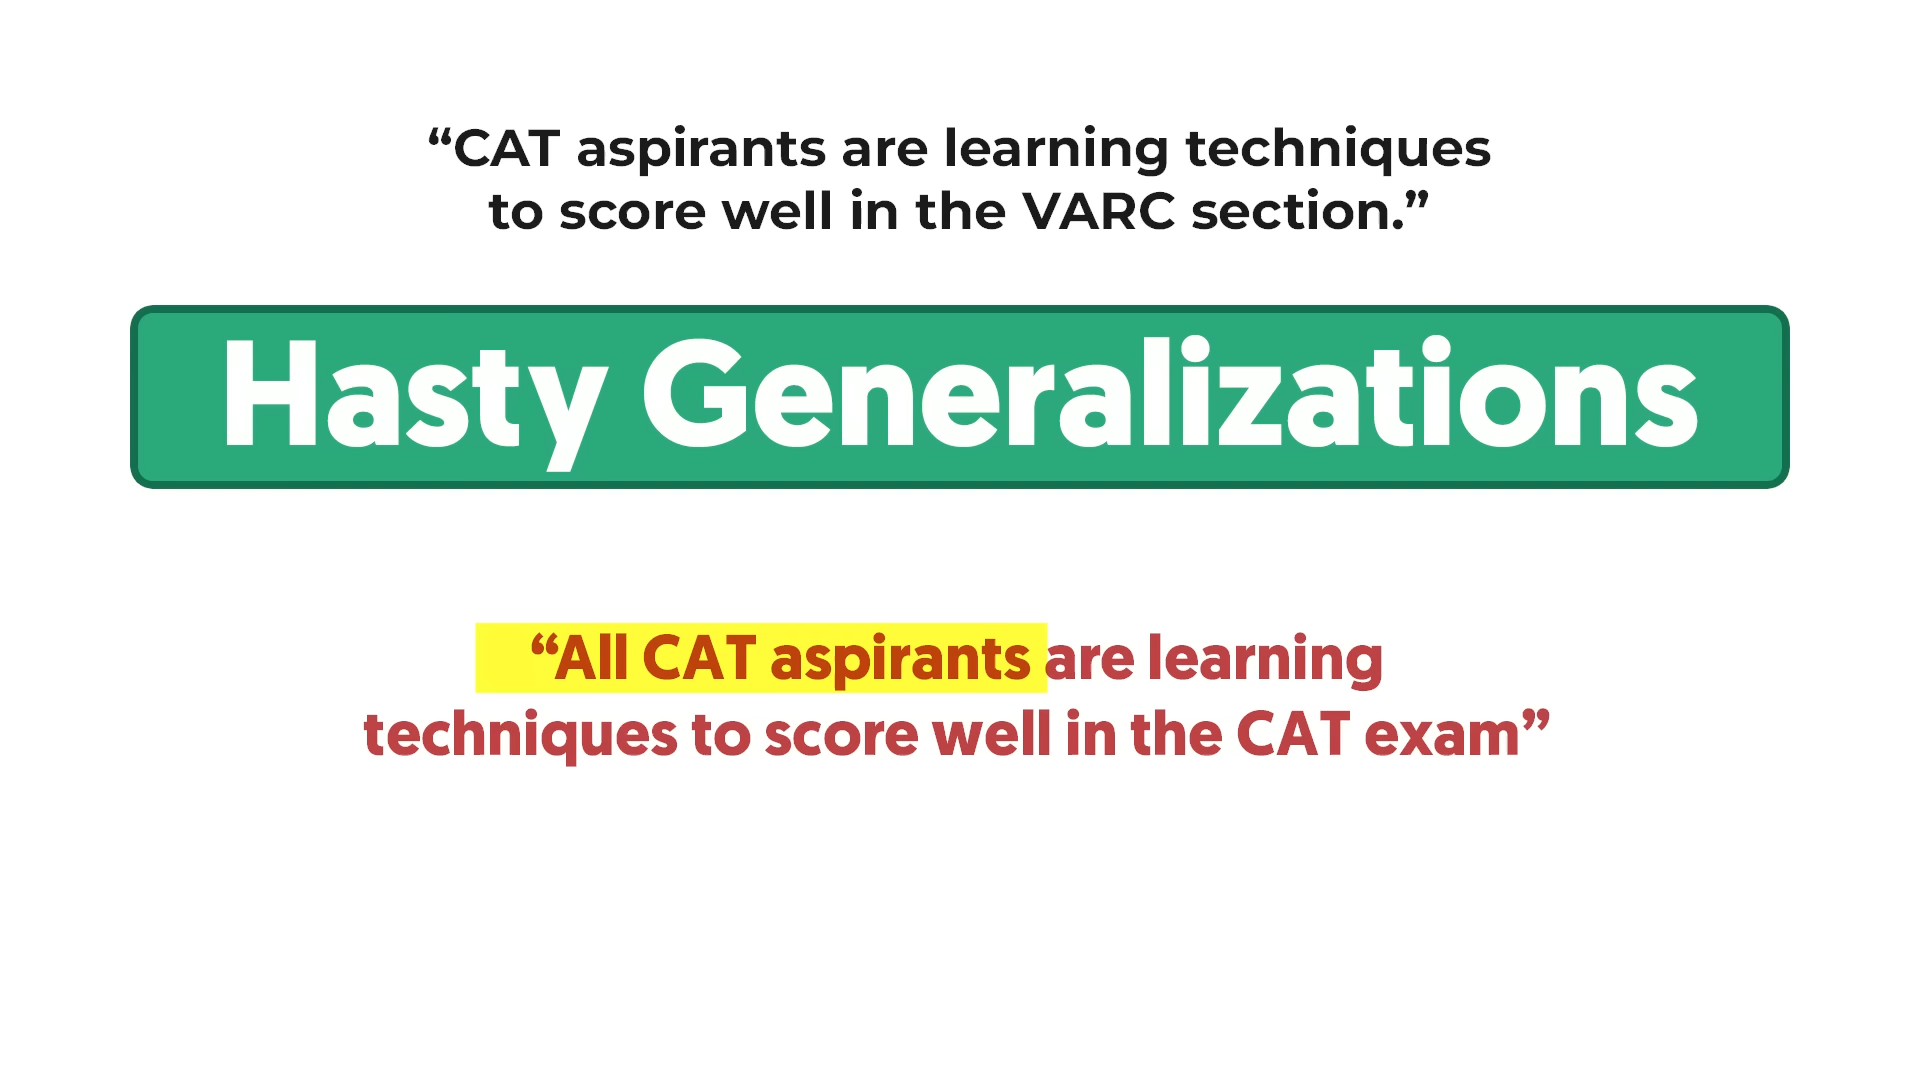 “CAT aspirants are learning techniques
to score well in the VARC section.”
Hasty Generalizations
“All CAT aspirants are learning
techniques to score well in the CAT exam”